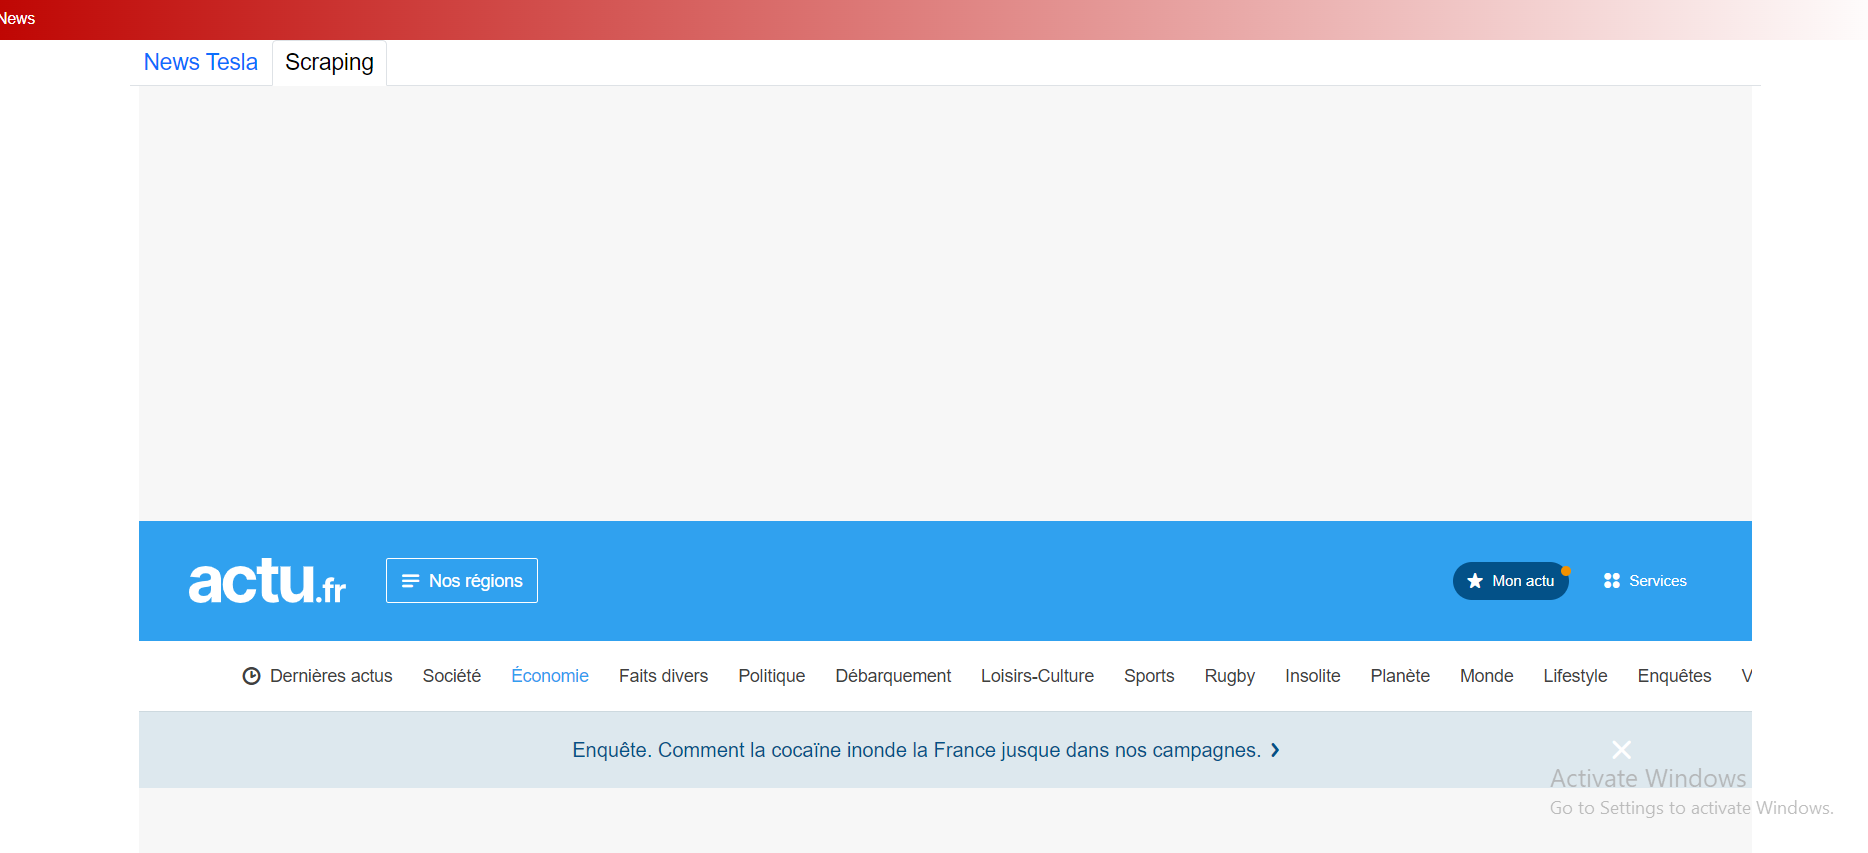 News
News Tesla Scraping
actu.fr Nos régions Mon actu Services
Dernières actus Société Économie Faits divers Politique Débarquement Loisirs-Culture Sports Rugby Insolite Planète Monde Lifestyle Enquêtes V
Enquête. Comment la cocaïne inonde la France jusque dans nos campagnes.
Activate Windows
Go to Settings to activate Windows.